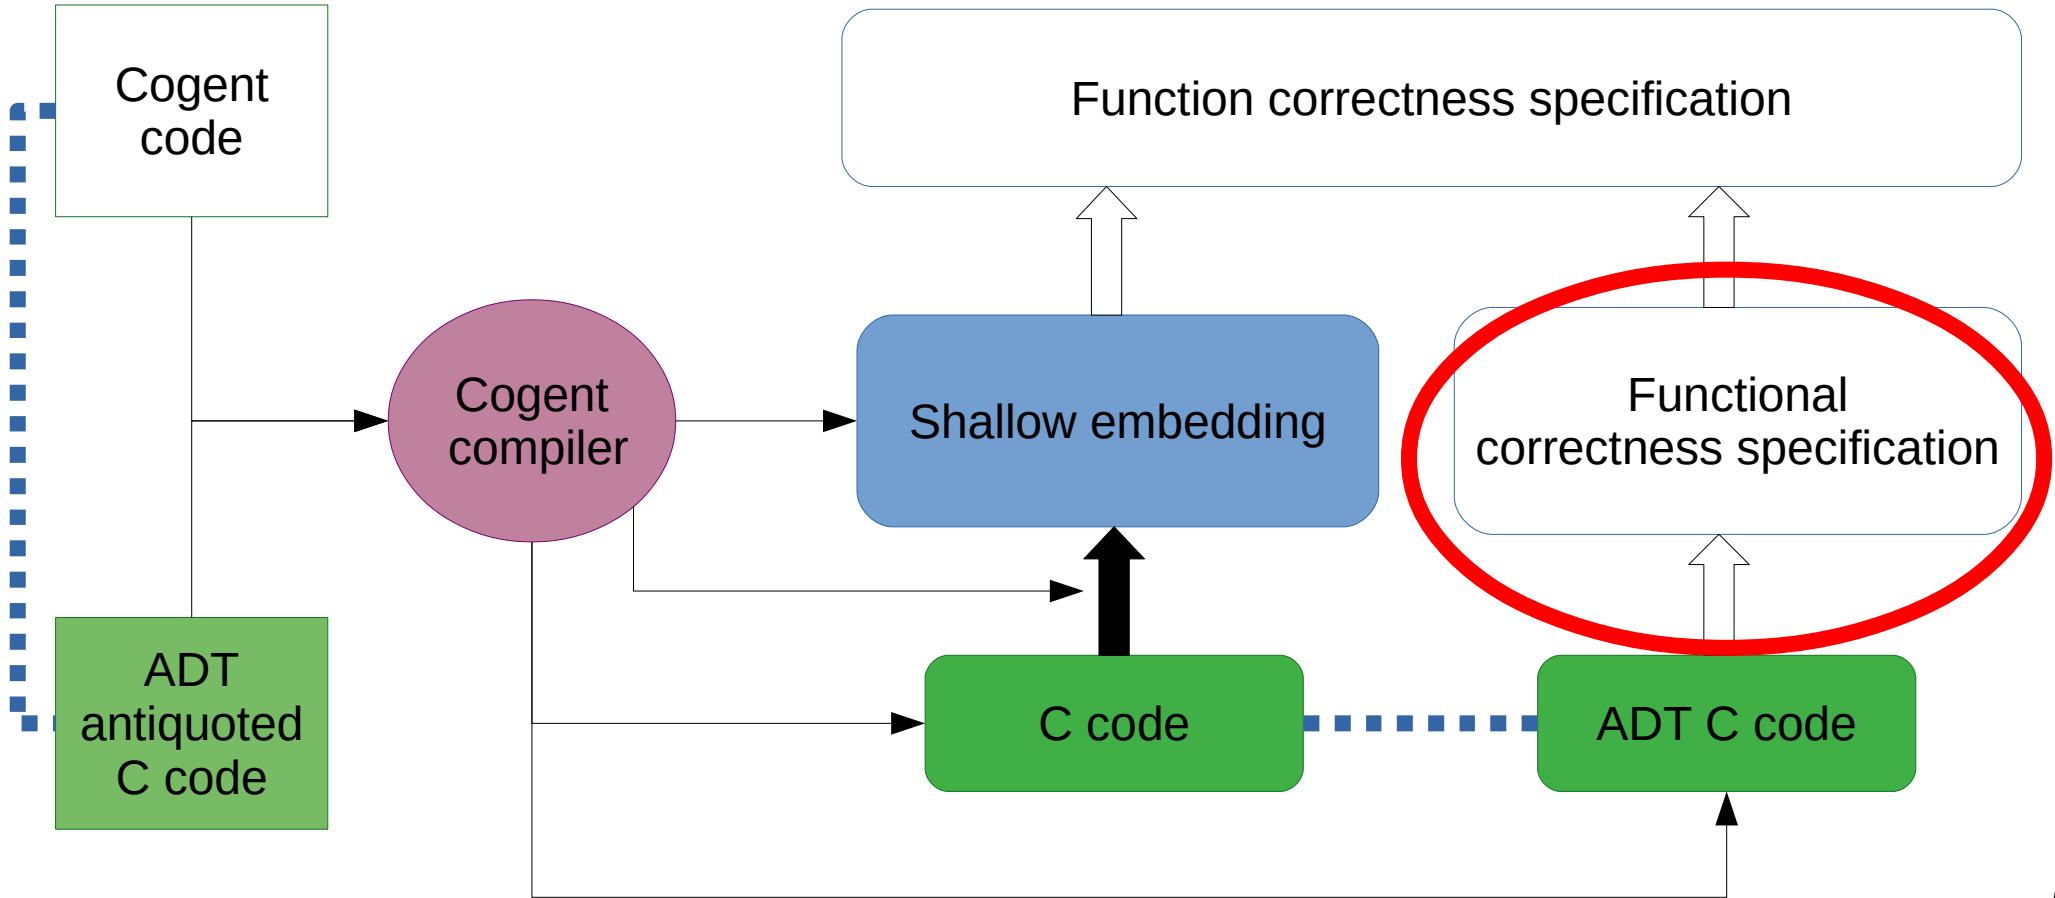 Cogent
code
Function correctness specification
Cogent
compiler
Shallow embedding
Functional
correctness specification
ADT
antiquoted
C code
C code
ADT C code